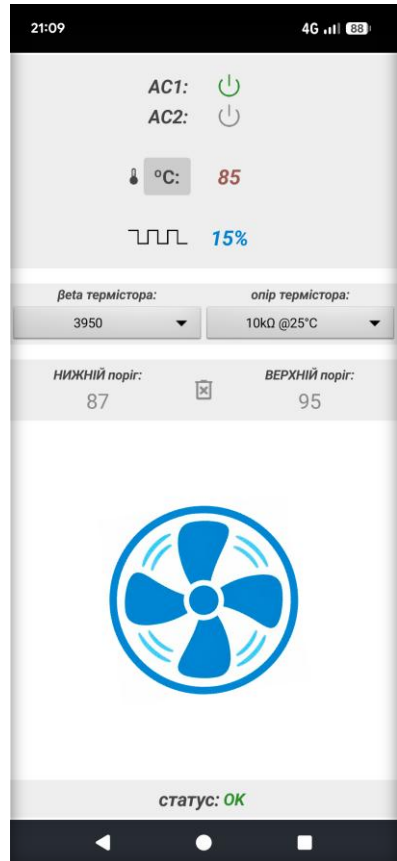 21:09 4G 88
AC1:
AC2:
°C: 85
15%
βeta термістора: опір термістора:
3950 10kΩ @25°C
НИЖНІЙ поріг: ВЕРХНІЙ поріг:
87 95
статус: OK